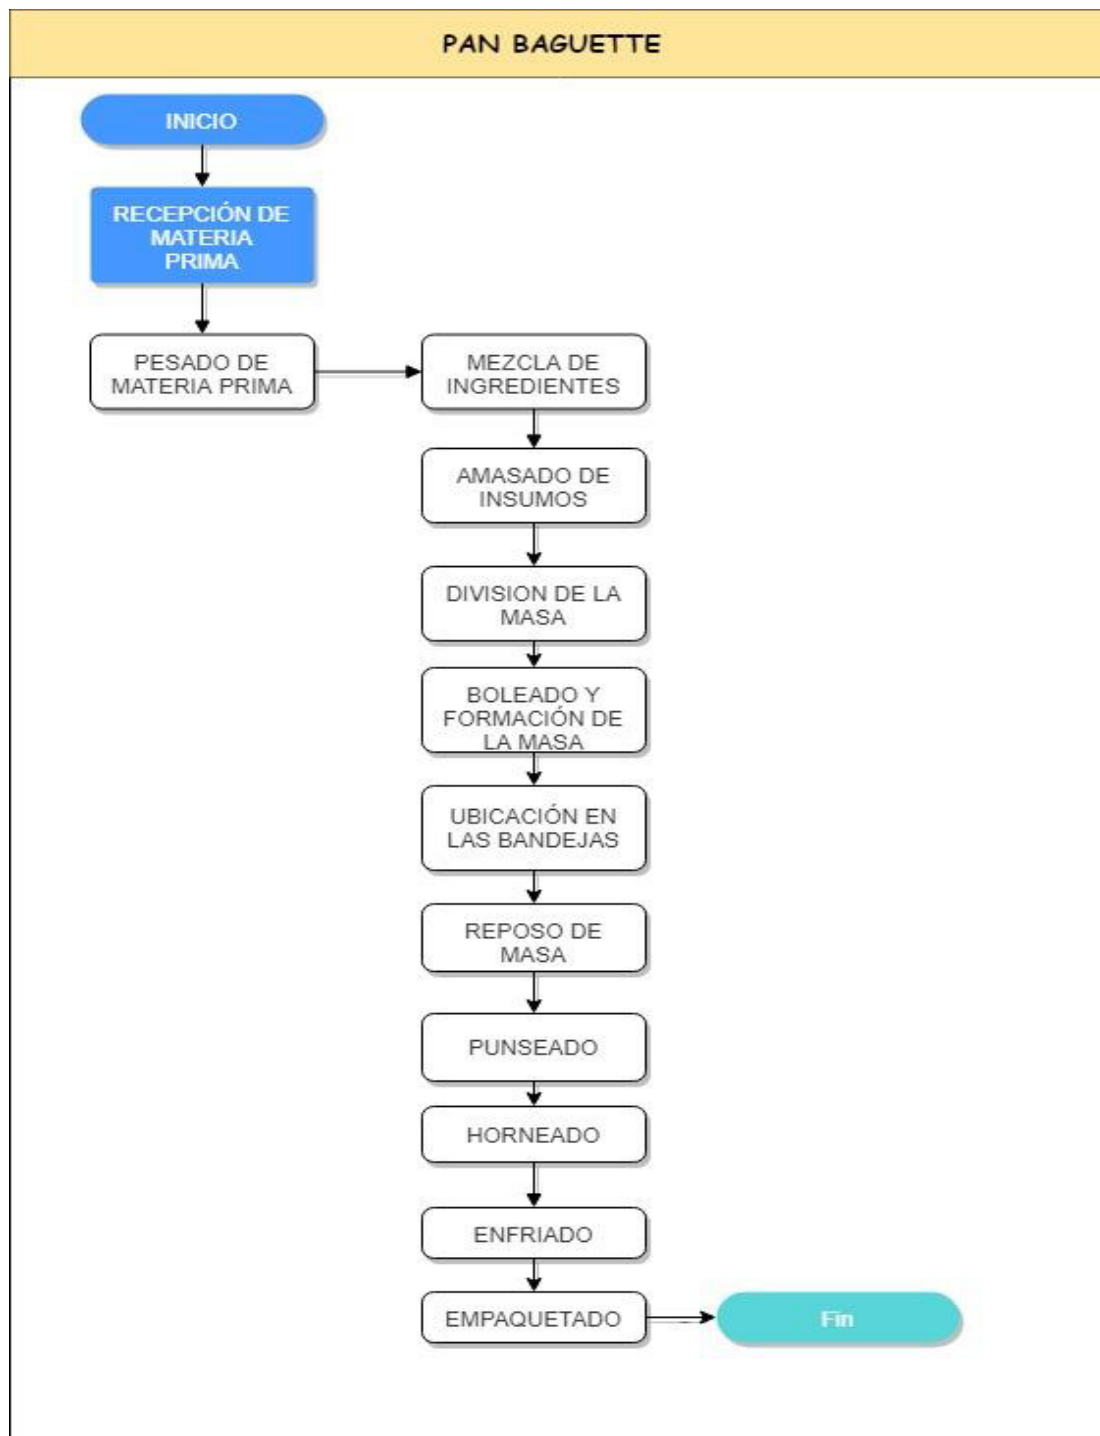 PAN BAGUETTE
INICIO
RECEPCIÓN DE
MATERIA
PRIMA
PESADO DE
MATERIA PRIMA
MEZCLA DE
INGREDIENTES
AMASADO DE
INSUMOS
DIVISION DE LA
MASA
BOLEADO Y
FORMACIÓN DE
LA MASA
UBICACIÓN EN
LAS BANDEJAS
REPOSO DE
MASA
PUNSEADO
HORNEADO
ENFRIADO
EMPAQUETADO
Fin